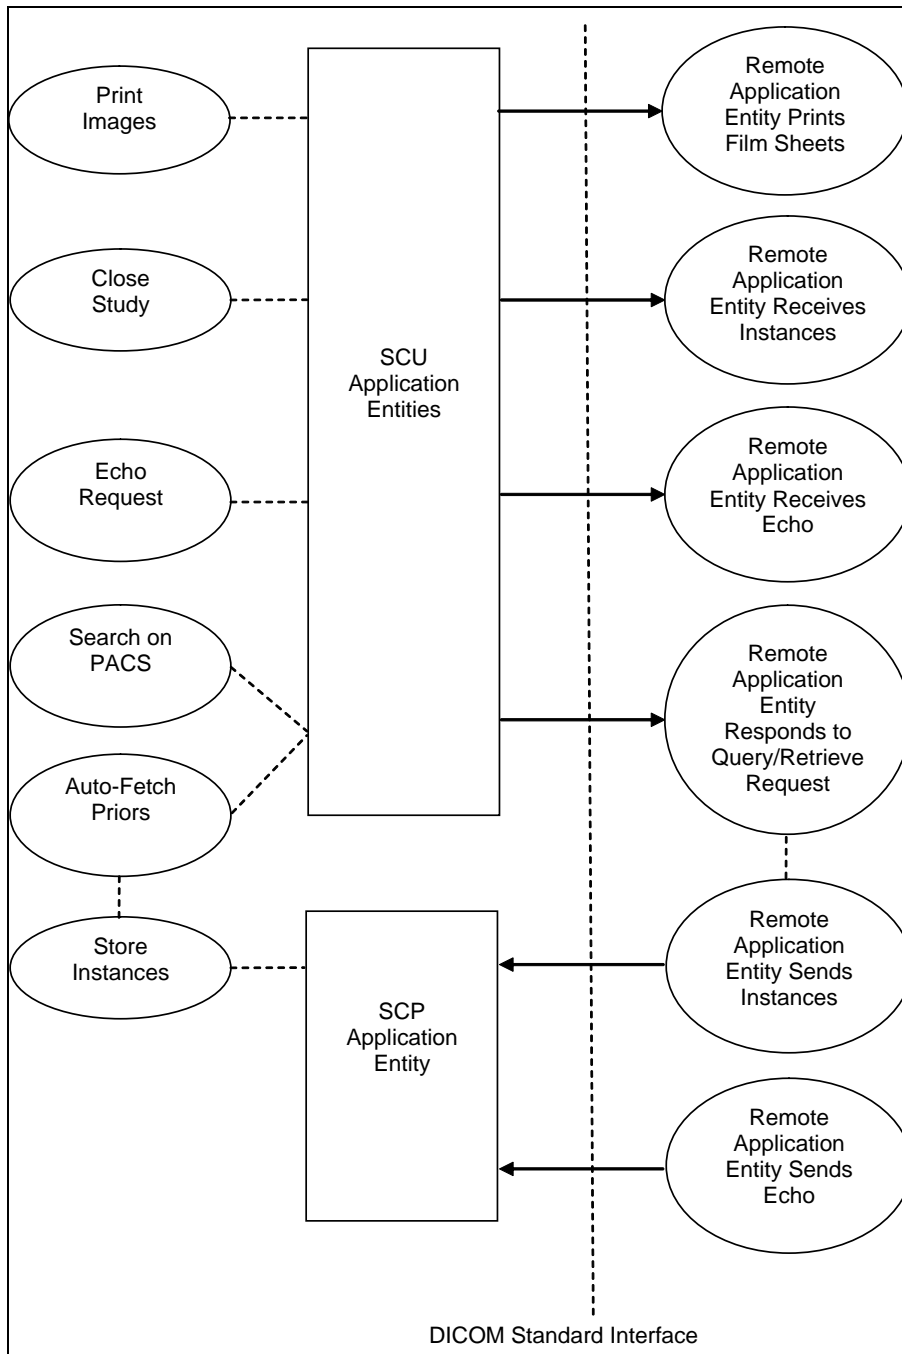 Print
Images
Remote
Application
Entity Prints
Film Sheets
Close
Study
Remote
Application
Entity Receives
Instances
SCU
Application
Entities
Echo
Request
Remote
Application
Entity Receives
Echo
Search on
PACS
Remote
Application
Entity
Responds to
Query/Retrieve
Request
Auto-Fetch
Priors
Store
Instances
Remote
Application
Entity Sends
Instances
SCP
Application
Entity
Remote
Application
Entity Sends
Echo
DICOM Standard Interface